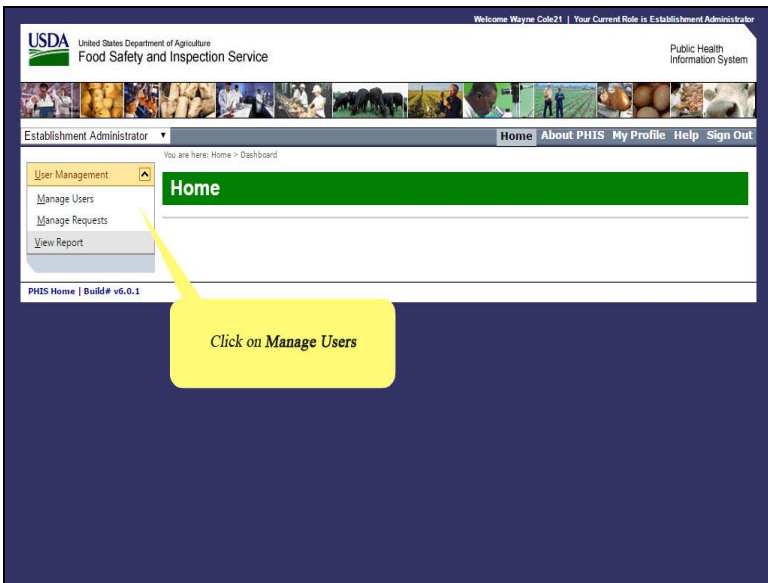 Welcome Wayne Cole21 | Your Current Role is Establishment Administrator
USDA
United States Department of Agriculture
Food Safety and Inspection Service
Public Health
Information System
Establishment Administrator
Home About PHIS My Profile Help Sign Out
You are here: Home > Dashboard
User Management
Home
Manage Users
Manage Requests
View Report
PHIS Home | Build# v6.0.1
Click on Manage Users